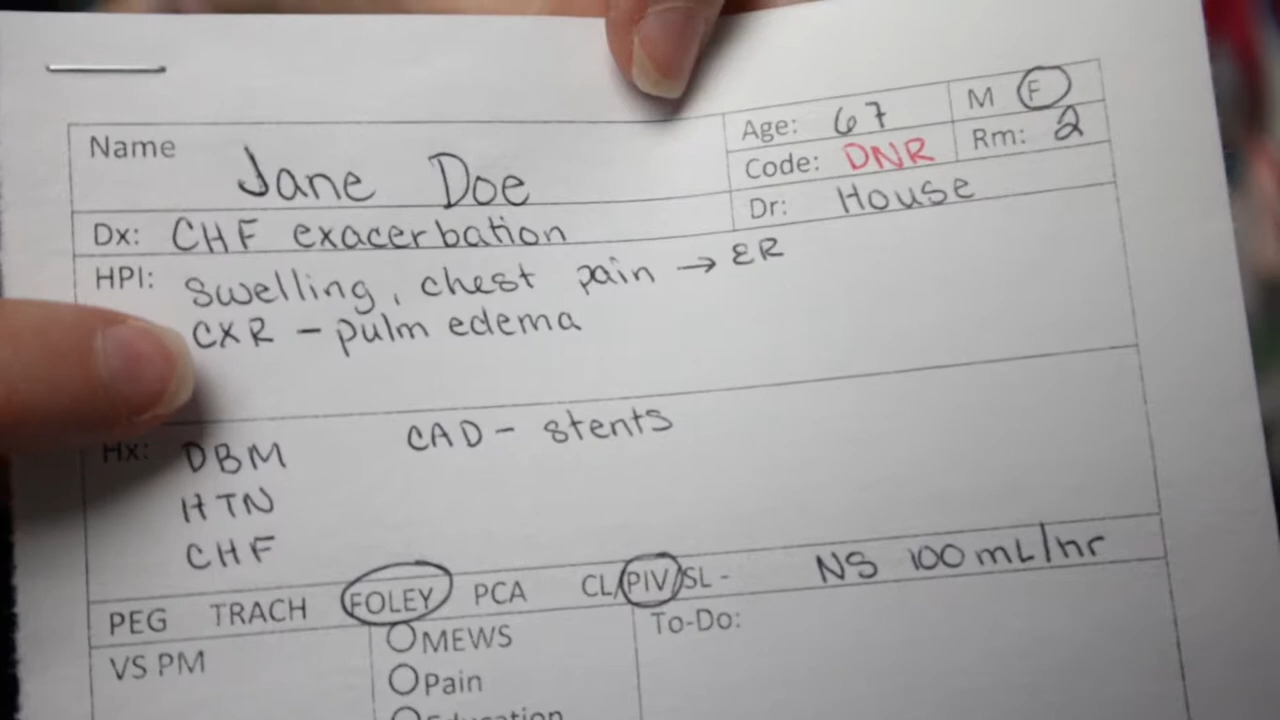 Name Jane Doe
Age: 67 M F
Code: DNR Rm: 2
Dx: CHF exacerbation
Dr: House
HPI: swelling, chest pain → ER
CXR - pulm edema
Hx: DBM CAD - stents
HTN
CHF
PEG TRACH FOLEY PCA CL/PIV/SL - NS 100mL/hr
VS PM
MEWS
To-Do:
Pain
Education